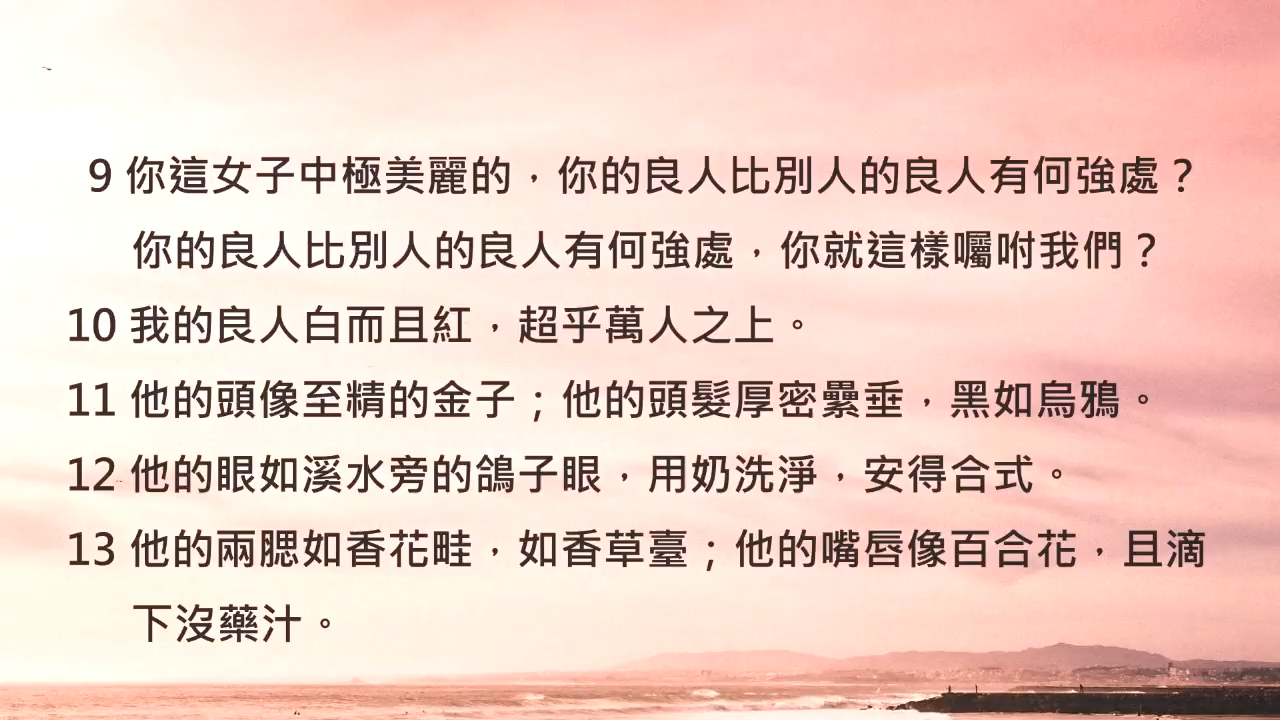 9 你這女子中極美麗的，你的良人比別人的良人有何強處？
你的良人比別人的良人有何強處，你就這樣囑咐我們？
10 我的良人白而且紅，超乎萬人之上。
11 他的頭像至精的金子；他的頭髮厚密纍垂，黑如烏鴉。
12 他的眼如溪水旁的鴿子眼，用奶洗淨，安得合式。
13 他的兩腮如香花畦，如香草臺；他的嘴唇像百合花，且滴
下沒藥汁。